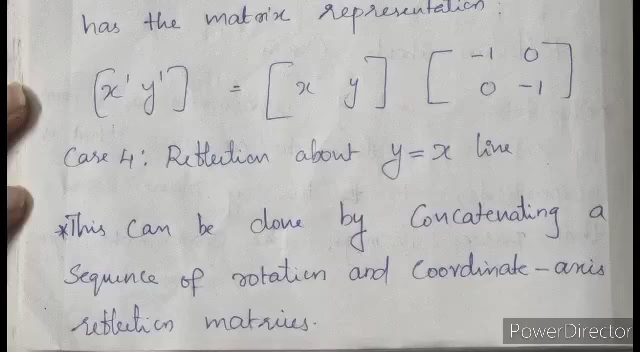 has the matrix representation:
[x' y'] = [x y] [-1 0
0 -1]
Case 4: Reflection about y=x line
*This can be done by Concatenating a
Sequence of rotation and Coordinate-axis
reflection matrices.
PowerDirector